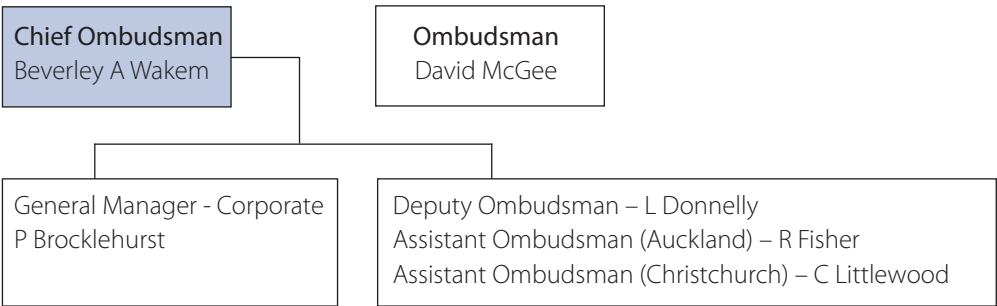 Chief Ombudsman
Beverley A Wakem
Ombudsman
David McGee
General Manager - Corporate
P Brocklehurst
Deputy Ombudsman – L Donnelly
Assistant Ombudsman (Auckland) – R Fisher
Assistant Ombudsman (Christchurch) – C Littlewood